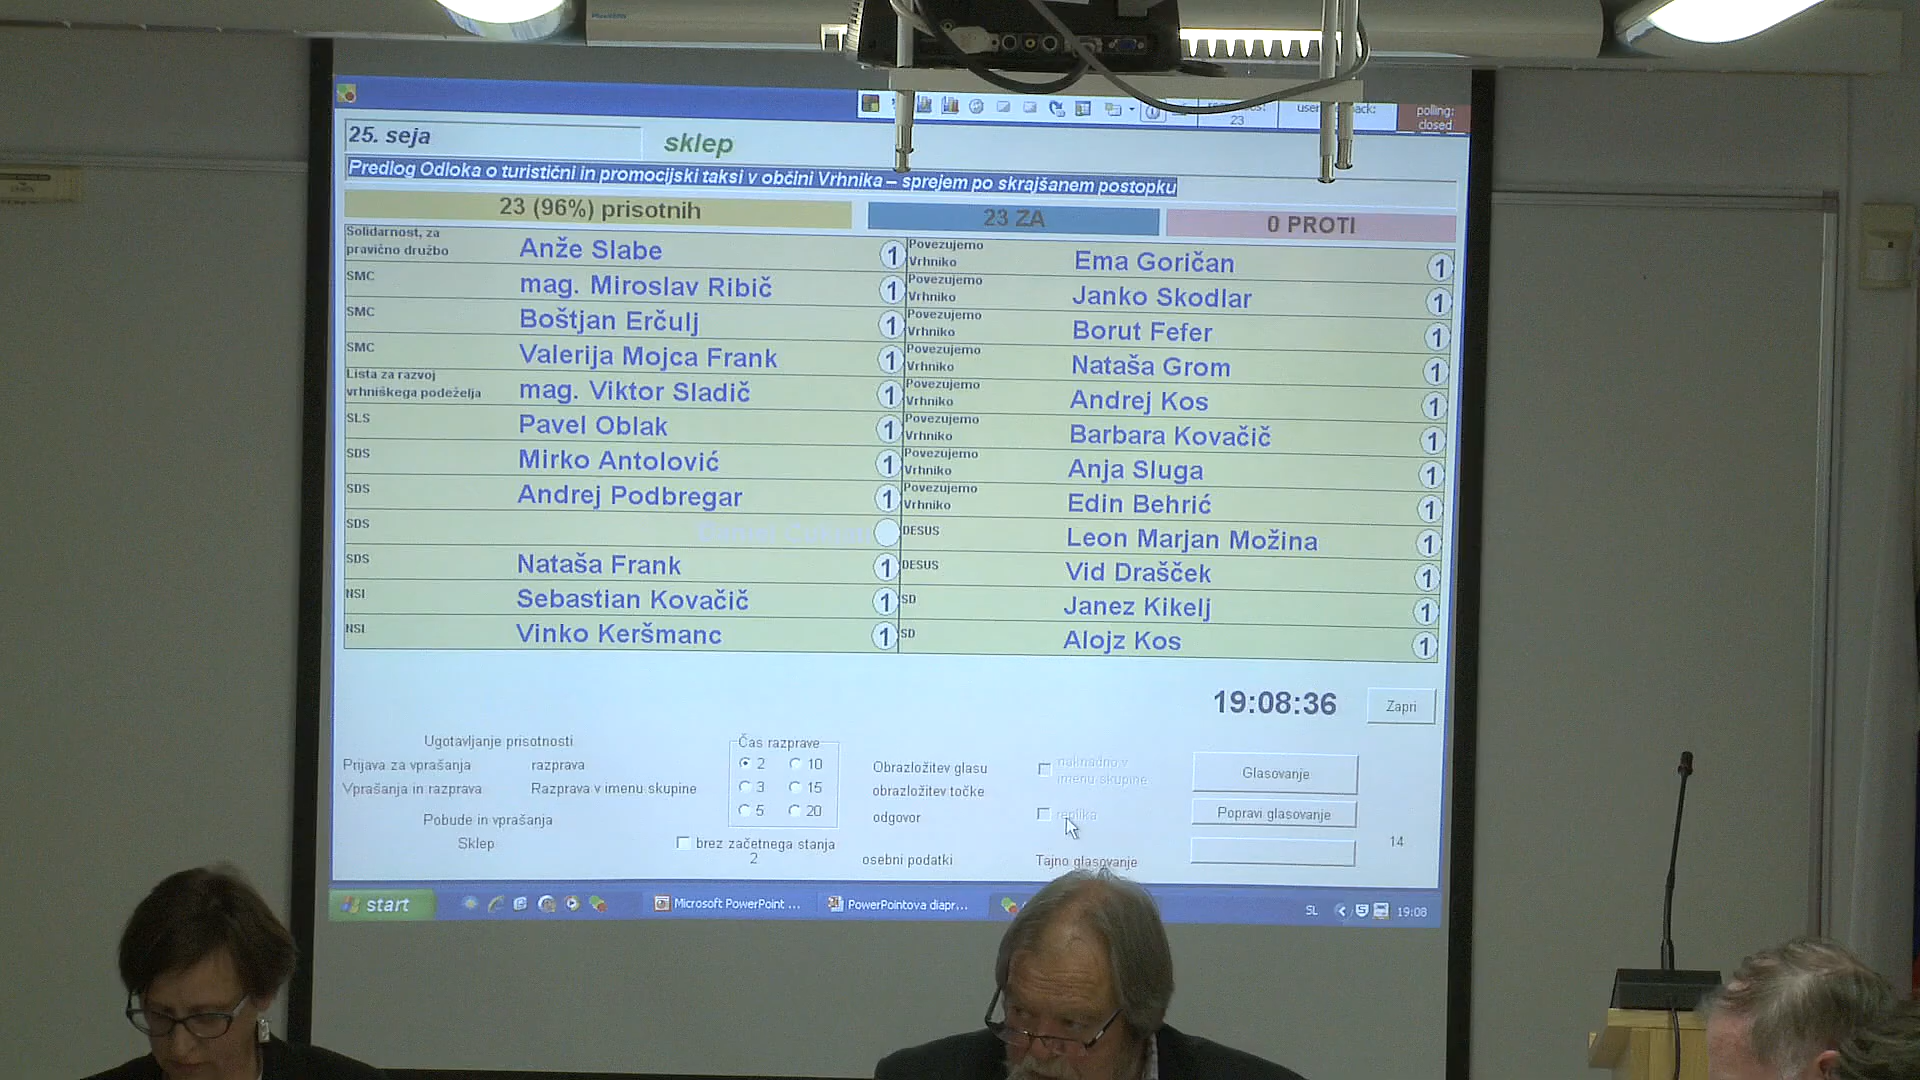 polling:
23
closed
25. seja
sklep
Predlog Odloka o turistični in promocijski taksi v občini Vrhnika – sprejem po skrajšanem postopku
23 (96%) prisotnih
23 ZA
0 PROTI
Solidarnost, za pravično družbo Anže Slabe 1
SMC mag. Miroslav Ribič 1
SMC Boštjan Erčulj 1
SMC Valerija Mojca Frank 1
Lista za razvoj vrhniškega podeželja mag. Viktor Sladič 1
SLS Pavel Oblak 1
SDS Mirko Antolović 1
SDS Andrej Podbregar 1
SDS
SDS Nataša Frank 1
NSI Sebastian Kovačič 1
NSI Vinko Keršmanc 1
Povezujemo Vrhniko Ema Goričan 1
Povezujemo Vrhniko Janko Skodlar 1
Povezujemo Vrhniko Borut Fefer 1
Povezujemo Vrhniko Nataša Grom 1
Povezujemo Vrhniko Andrej Kos 1
Povezujemo Vrhniko Barbara Kovačič 1
Povezujemo Vrhniko Anja Sluga 1
Povezujemo Vrhniko Edin Behrić 1
DESUS Leon Marjan Možina 1
DESUS Vid Drašček 1
SD Janez Kikelj 1
SD Alojz Kos 1
19:08:36
Zapri
Ugotavljanje prisotnosti
Prijava za vprašanja
razprava
Vprašanja in razprava
Razprava v imenu skupine
Pobude in vprašanja
Sklep
Čas razprave
2 10
3 15
5 20
brez začetnega stanja
2
Obrazložitev glasu
obrazložitev točke
odgovor
osebni podatki
naknadno v
imenu skupine
replika
Tajno glasovanje
Glasovanje
Popravi glasovanje
14
start
Microsoft PowerPoint ...
PowerPointova diapr...
SL
19:08